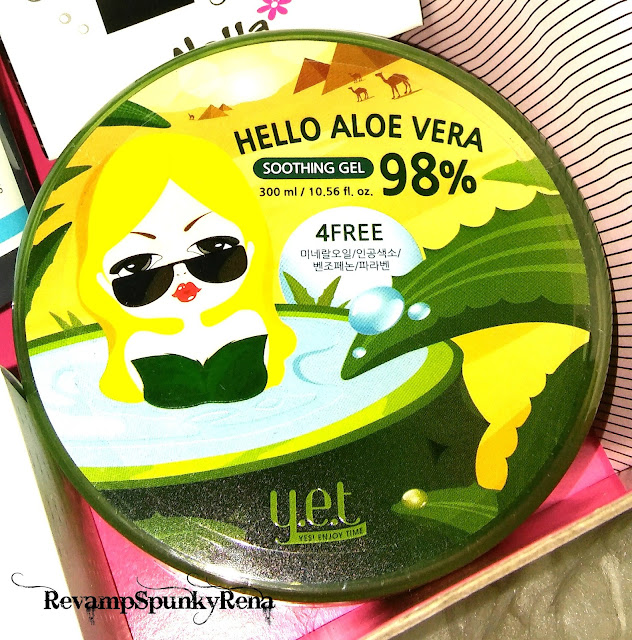 HELLO ALOE VERA
SOOTHING GEL 98%
300 ml / 10.56 fl. oz.
4FREE
미네랄오일/인공색소/
벤조페논/파라벤
y.e.t
YES! ENJOY TIME
RevampSpunkyRena